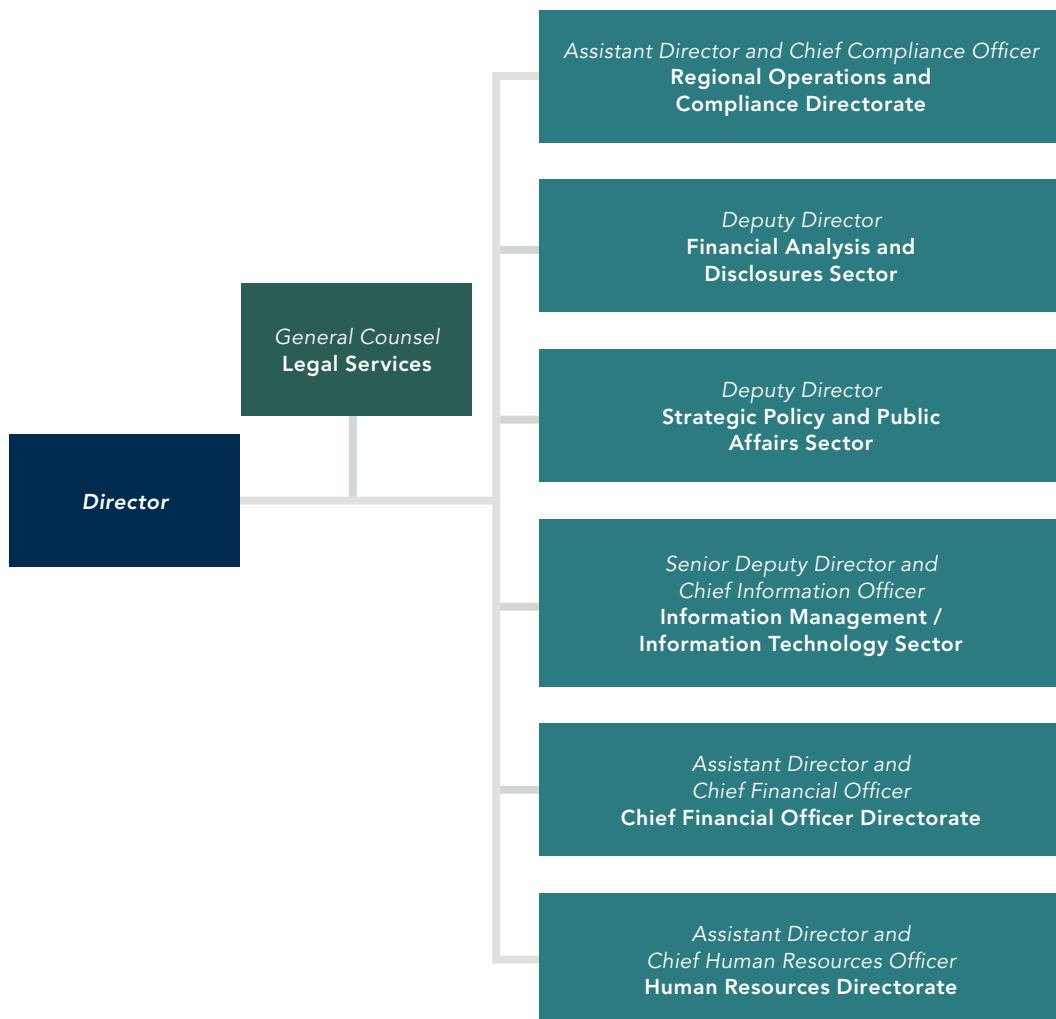 Assistant Director and Chief Compliance Officer
Regional Operations and
Compliance Directorate
Deputy Director
Financial Analysis and
Disclosures Sector
General Counsel
Legal Services
Deputy Director
Strategic Policy and Public
Affairs Sector
Director
Senior Deputy Director and
Chief Information Officer
Information Management /
Information Technology Sector
Assistant Director and
Chief Financial Officer
Chief Financial Officer Directorate
Assistant Director and
Chief Human Resources Officer
Human Resources Directorate